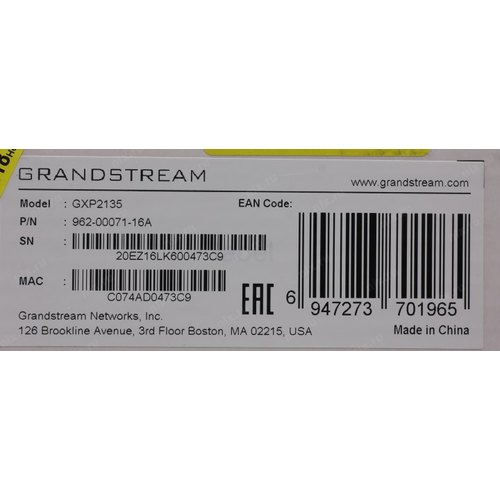 GRANDSTREAM
www.grandstream.com
Model : GXP2135
EAN Code:
P/N : 962-00071-16A
SN :
20EZ16LK600473C9
MAC :
C074AD0473C9
EAC
6 947273 701965
Grandstream Networks, Inc.
126 Brookline Avenue, 3rd Floor Boston, MA 02215, USA
Made in China